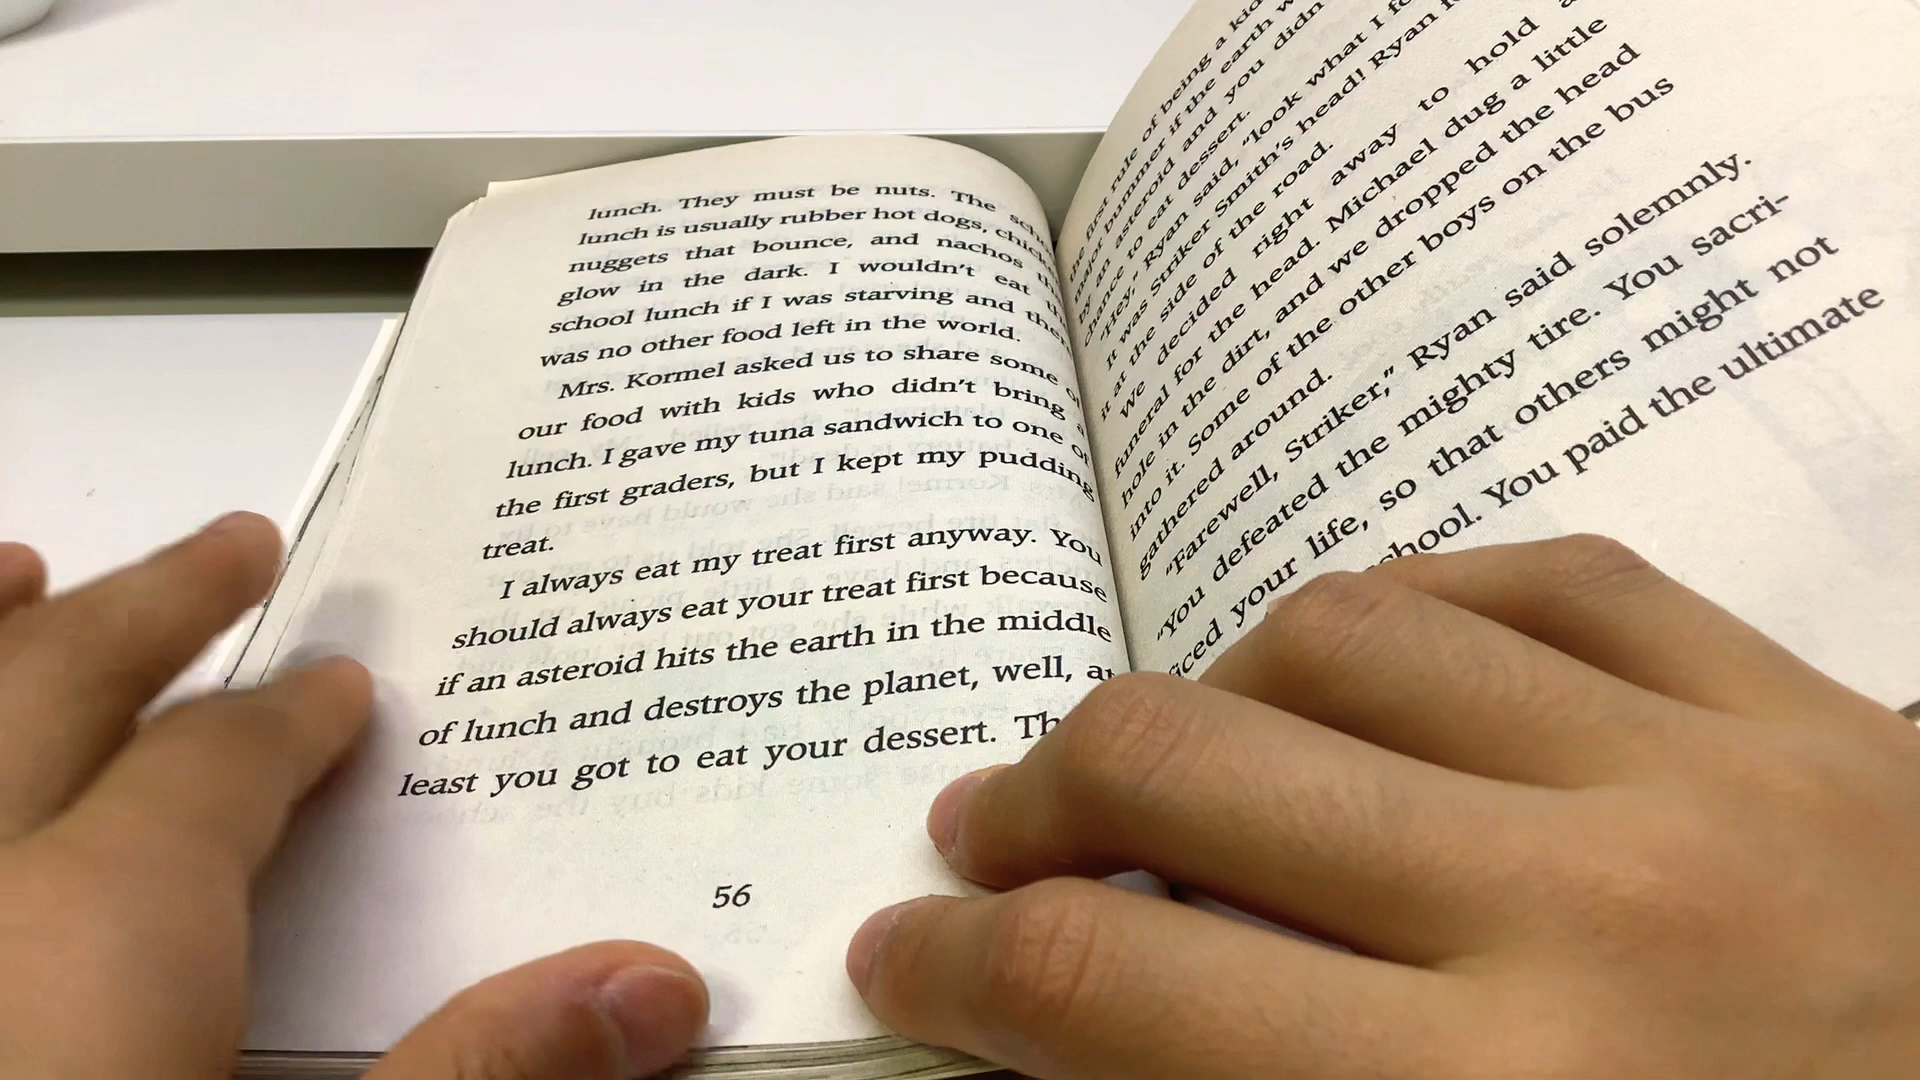 lunch. They must be nuts. The
lunch is usually rubber hot dogs,
nuggets that bounce, and nachos
glow in the dark. I wouldn't eat
school lunch if I was starving and
was no other food left in the world.
Mrs. Kormel asked us to share some
our food with kids who didn't bring
lunch. I gave my tuna sandwich to one of
the first graders, but I kept my pudding
treat.
I always eat my treat first anyway. You
should always eat your treat first because
if an asteroid hits the earth in the middle
of lunch and destroys the planet, well,
least you got to eat your dessert.
56
rule of being a
major bummer if the earth
by an asteroid and you didn
chance to eat dessert.
"Hey," Ryan said, "look what I
It was Striker Smith's head! Ryan
it at the side of the road.
We decided right away to hold
funeral for the head. Michael dug a little
hole in the dirt, and we dropped the head
into it. Some of the other boys on the bus
gathered around.
"Farewell, Striker," Ryan said solemnly.
"You defeated the mighty tire. You sacri-
ficed your life, so that others might not
school. You paid the ultimate